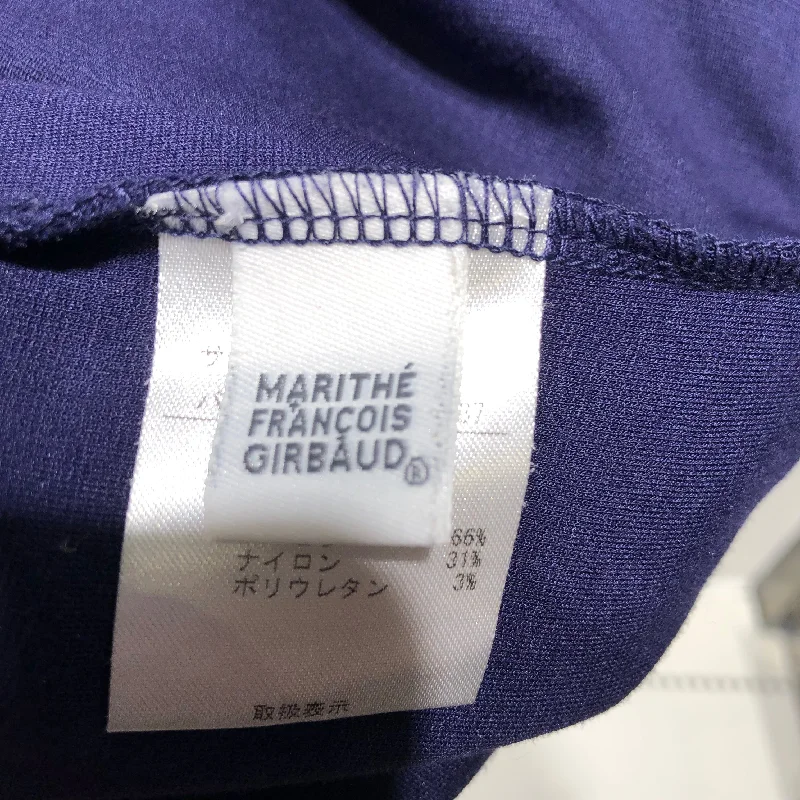 MARITHÉ
FRANÇOIS
GIRBAUD®
66%
ナイロン 31%
ポリウレタン 3%
取扱表示